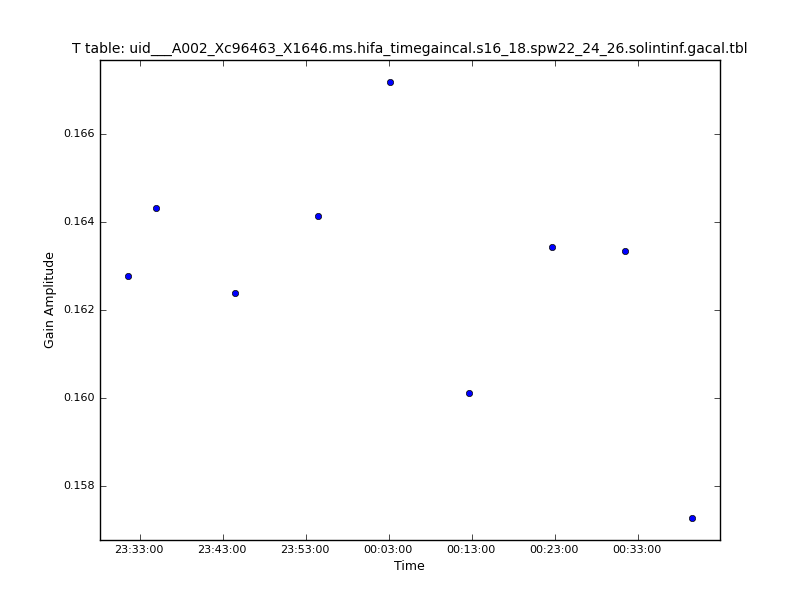 T table: uid___A002_Xc96463_X1646.ms.hifa_timegaincal.s16_18.spw22_24_26.solintinf.gacal.tbl
Gain Amplitude
0.166
0.164
0.162
0.160
0.158
23:33:00 23:43:00 23:53:00 00:03:00 00:13:00 00:23:00 00:33:00
Time